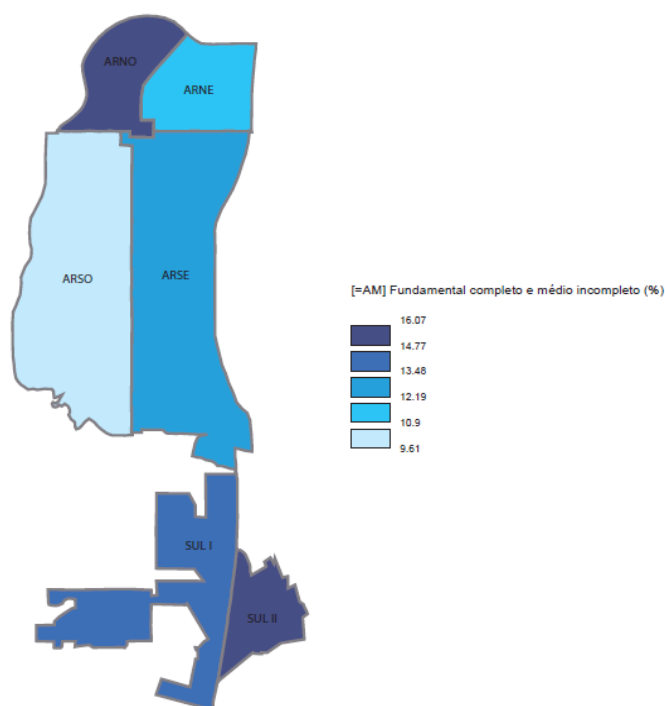 ARNO
ARNE
ARSO
ARSE
[=AM] Fundamental completo e médio incompleto (%)
16.07
14.77
13.48
12.19
10.9
9.61
SUL I
SUL II